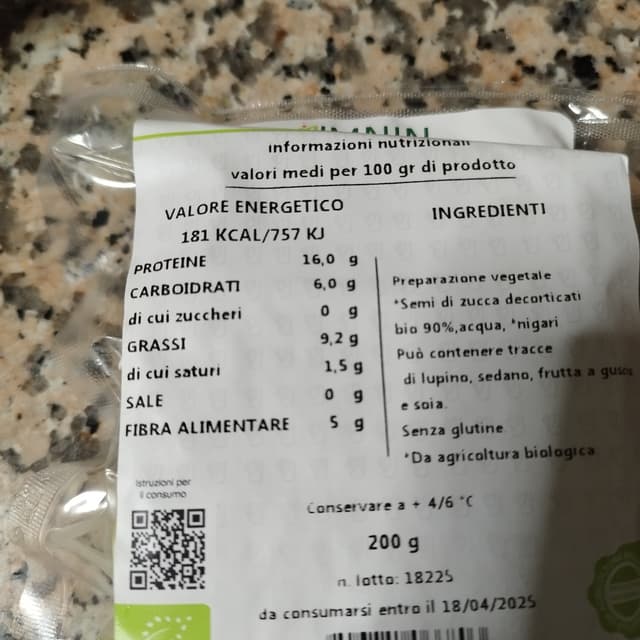 informazioni nutrizionali
valori medi per 100 gr di prodotto
VALORE ENERGETICO
181 KCAL/757 KJ
PROTEINE 16,0 g
CARBOIDRATI 6,0 g
di cui zuccheri 0 g
GRASSI 9,2 g
di cui saturi 1,5 g
SALE 0 g
FIBRA ALIMENTARE 5 g
INGREDIENTI
Preparazione vegetale
*Semi di zucca decorticati
bio 90%,acqua, *nigari
Può contenere tracce
di lupino, sedano, frutta a guscio
e soia.
Senza glutine
*Da agricoltura biologica
Istruzioni per
il consumo
Conservare a + 4/6 °C
200 g
n. lotto: 18225
da consumarsi entro il 18/04/2025